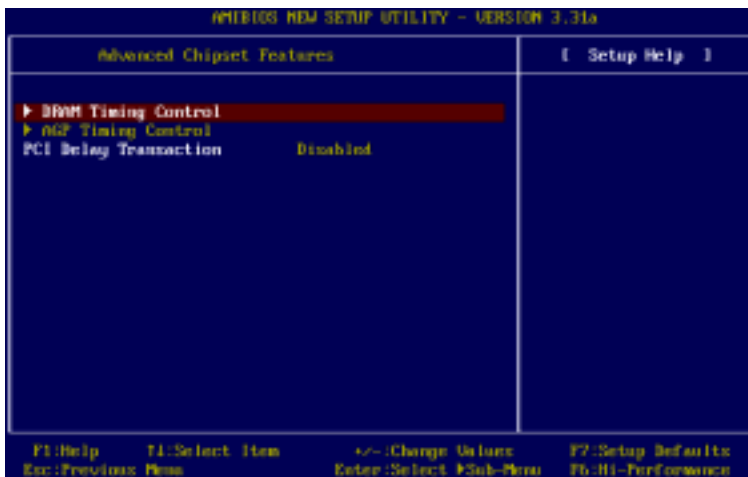 AMIBIOS NEW SETUP UTILITY - VERSION 3.31a
Advanced Chipset Features
[ Setup Help ]
▶ DRAM Timing Control
▶ AGP Timing Control
PCI Delay Transaction Disabled
F1:Help ↑↓:Select Item +/-:Change Values F7:Setup Defaults
Esc:Previous Menu Enter:Select ▶Sub-Menu F6:Hi-Performance